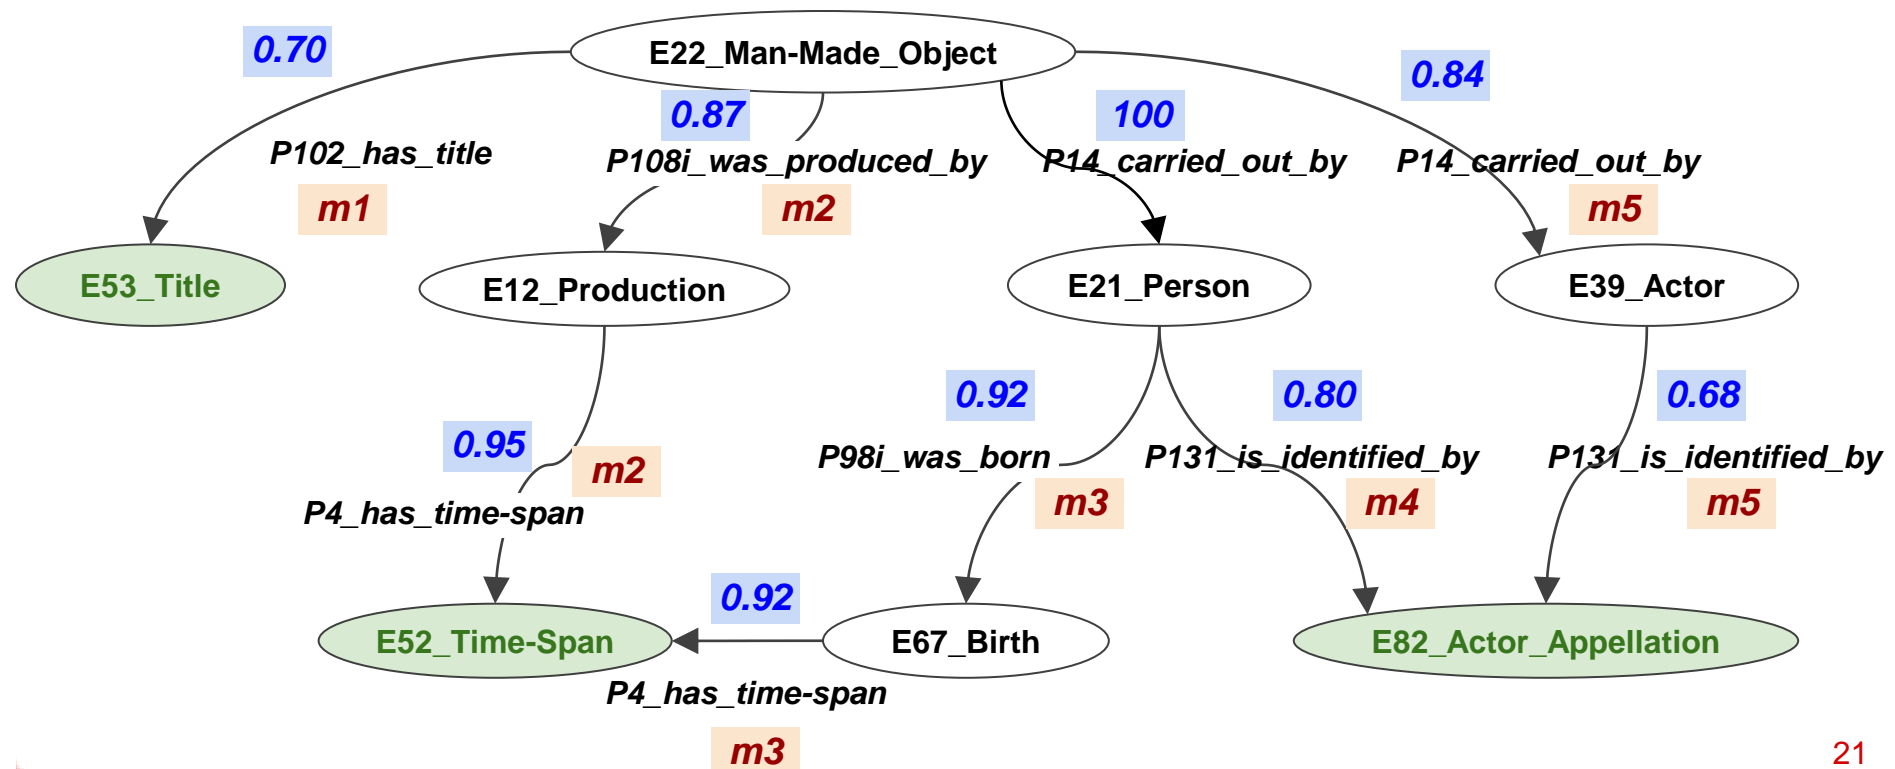 E22_Man-Made_Object
0.70
0.84
0.87
100
P102_has_title
P108i_was_produced_by
P14_carried_out_by
P14_carried_out_by
m1
m2
m5
E53_Title
E12_Production
E21_Person
E39_Actor
0.92
0.80
0.68
0.95
m2
P98i_was_born
P131_is_identified_by
P131_is_identified_by
m3
m4
m5
P4_has_time-span
0.92
E52_Time-Span
E67_Birth
E82_Actor_Appellation
P4_has_time-span
m3
21